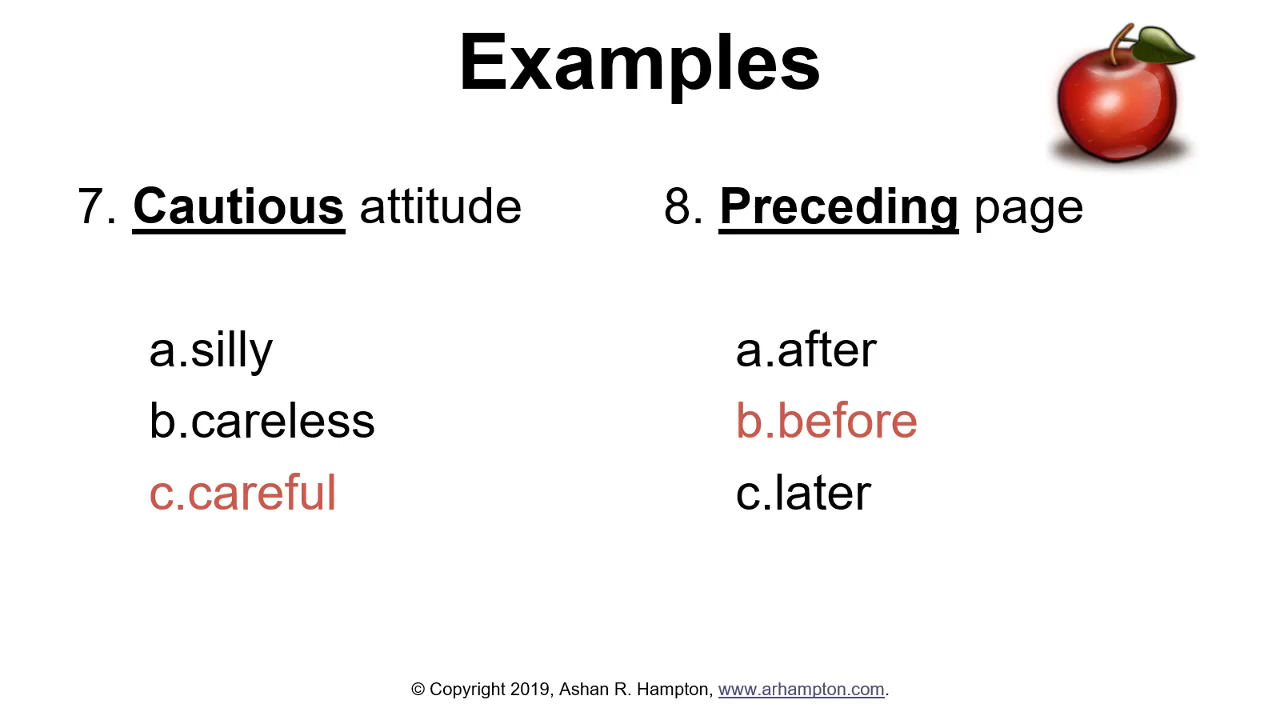 Examples
7. Cautious attitude
a.silly
b.careless
c.careful
8. Preceding page
a.after
b.before
c.later
© Copyright 2019, Ashan R. Hampton, www.arhampton.com.